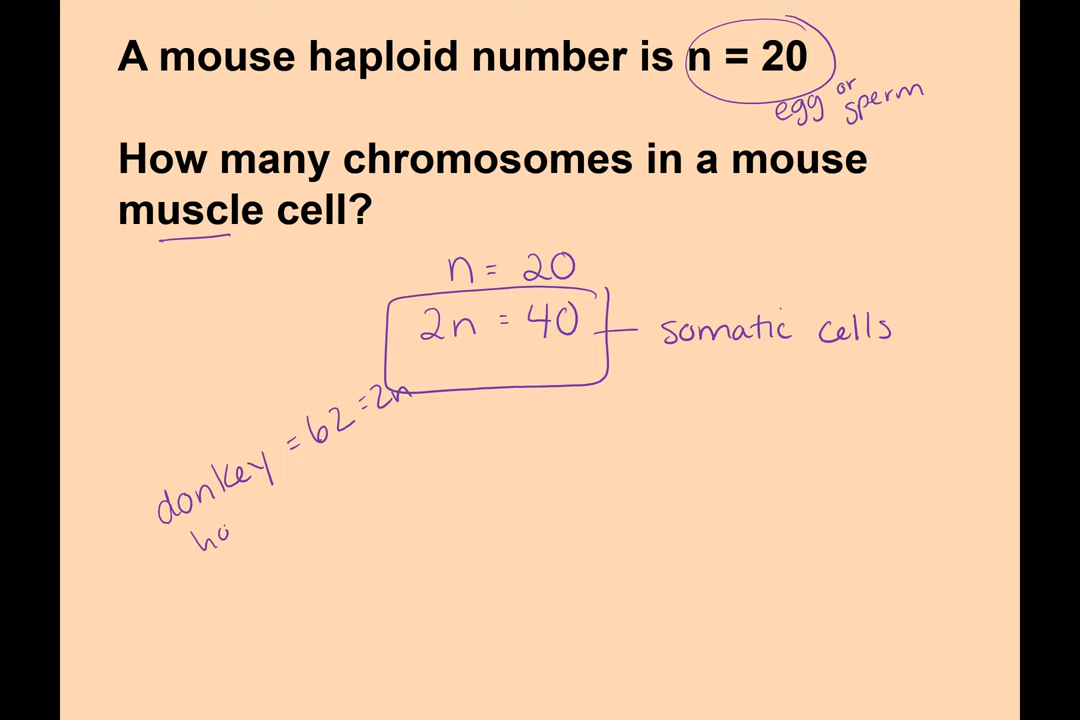 A mouse haploid number is n = 20
egg or sperm
How many chromosomes in a mouse
muscle cell?
n = 20
2n = 40 somatic cells
donkey = 62 = 2n
ho